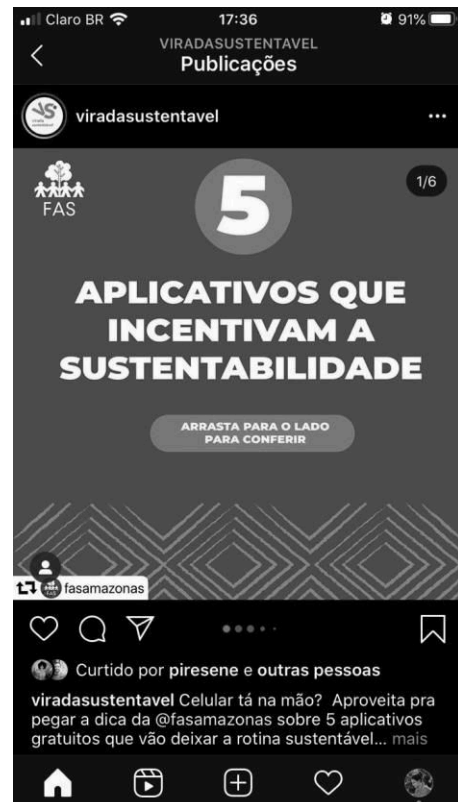 Claro BR 17:36 91%
VIRADASUSTENTAVEL
Publicações
viradasustentavel
FAS
5
1/6
APLICATIVOS QUE
INCENTIVAM A
SUSTENTABILIDADE
ARRASTA PARA O LADO
PARA CONFERIR
fasamazonas
Curtido por piresene e outras pessoas
viradasustentavel Celular tá na mão? Aproveita pra
pegar a dica da @fasamazonas sobre 5 aplicativos
gratuitos que vão deixar a rotina sustentável... mais